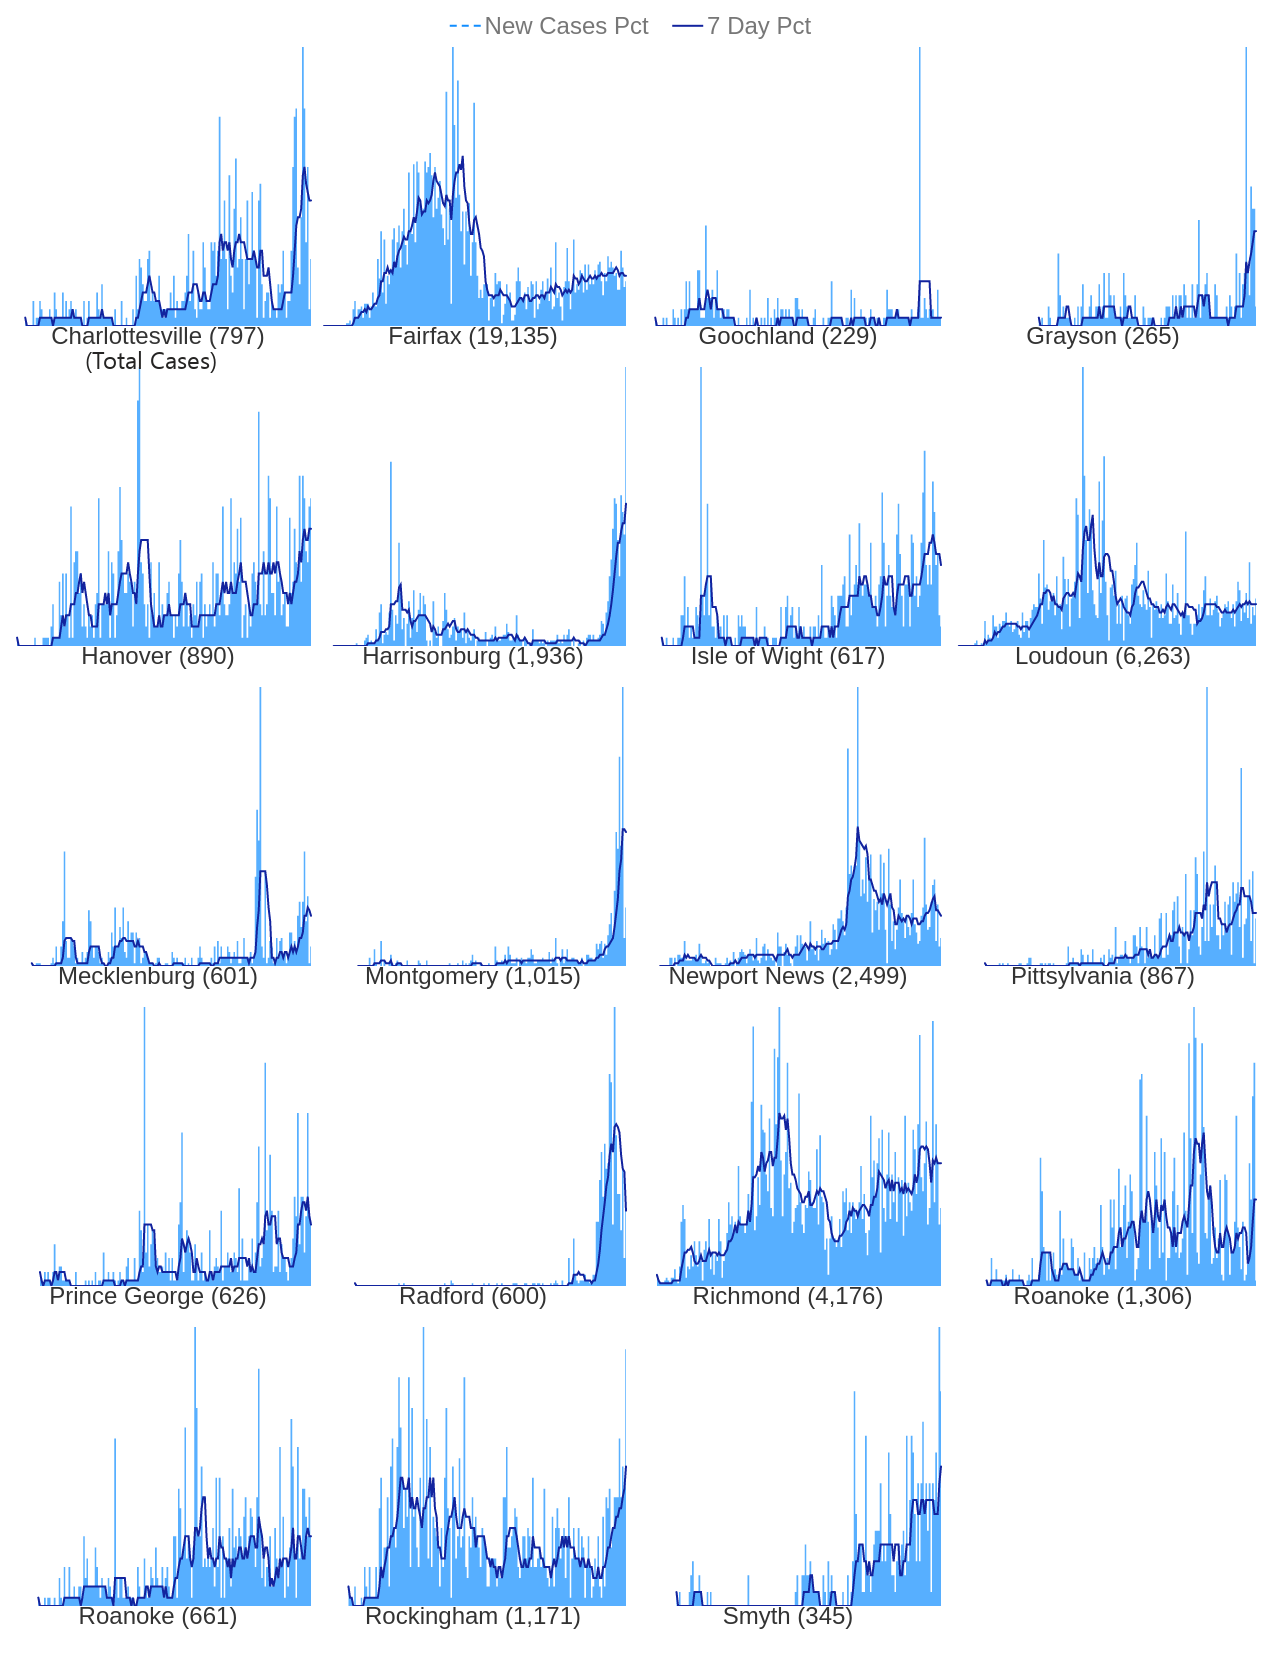 New Cases Pct 7 Day Pct
Charlottesville (797) Fairfax (19,135) Goochland (229) Grayson (265)
(Total Cases)
Hanover (890) Harrisonburg (1,936) Isle of Wight (617) Loudoun (6,263)
Mecklenburg (601) Montgomery (1,015) Newport News (2,499) Pittsylvania (867)
Prince George (626) Radford (600) Richmond (4,176) Roanoke (1,306)
Roanoke (661) Rockingham (1,171) Smyth (345)